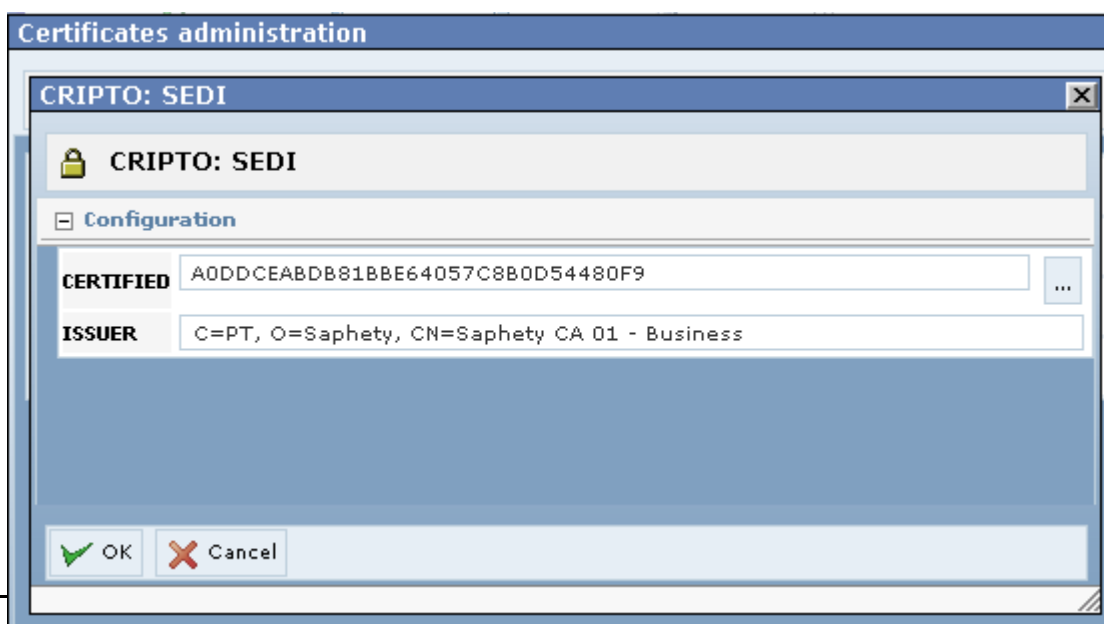 Certificates administration
CRIPTO: SEDI
CRIPTO: SEDI
Configuration
CERTIFIED A0DDCEABDB81BBE64057C8B0D54480F9 ...
ISSUER C=PT, O=Saphety, CN=Saphety CA 01 - Business
OK Cancel